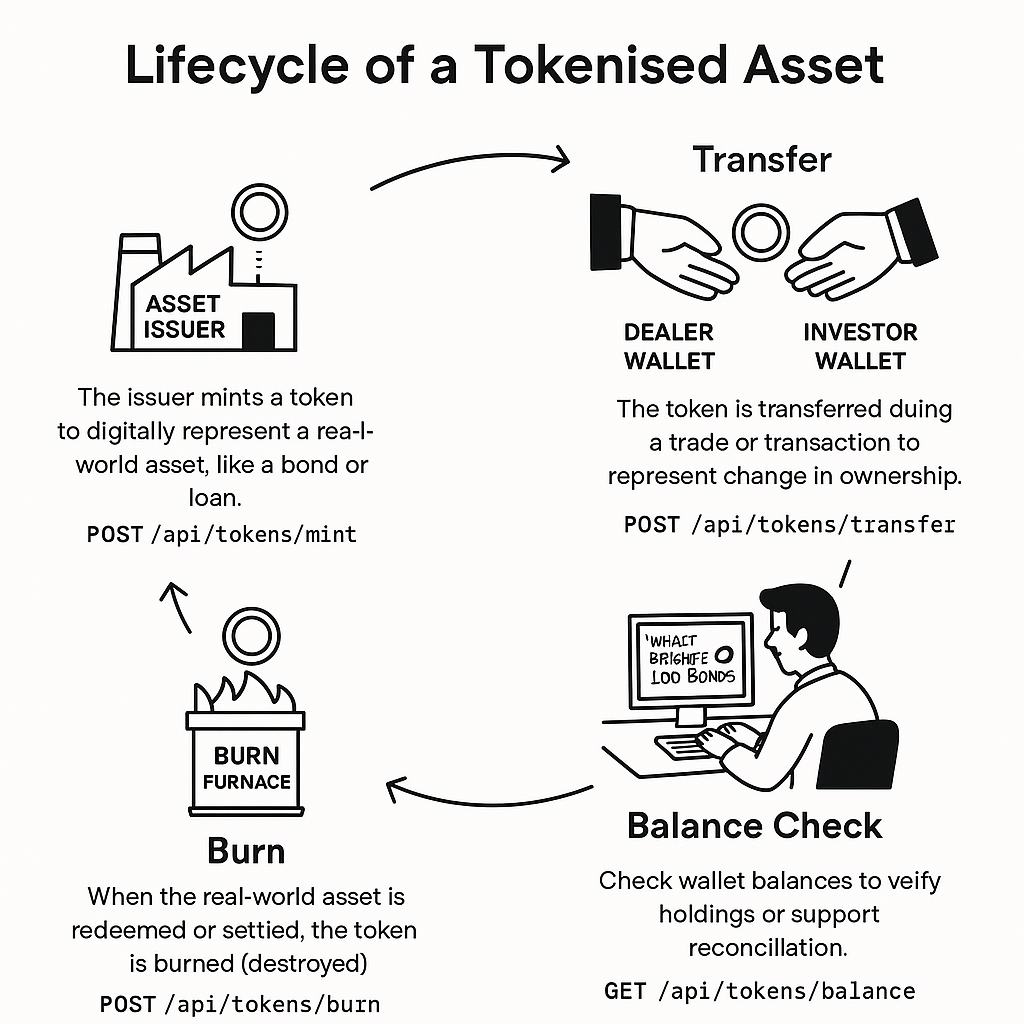 Lifecycle of a Tokenised Asset
ASSET
ISSUER
The issuer mints a token
to digitally represent a rea-l-
world asset, like a bond or
loan.
POST /api/tokens/mint
Transfer
DEALER
WALLET
INVESTOR
WALLET
The token is transferred duing
a trade or transaction to
represent change in ownership.
POST /api/tokens/transfer
'WHACT
BRIGHIFE
100 BONDS
Balance Check
Check wallet balances to veify
holdings or support
reconcillation.
GET /api/tokens/balance
BURN
FURNACE
Burn
When the real-world asset is
redeemed or settied, the token
is burned (destroyed)
POST /api/tokens/burn